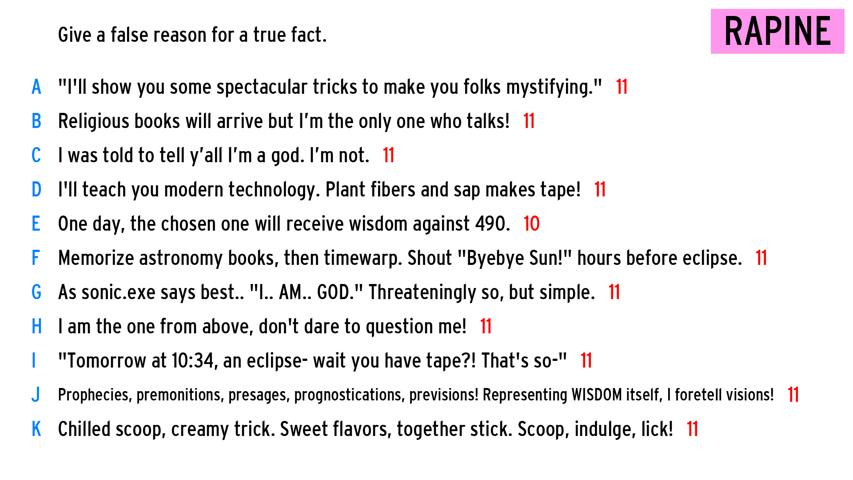 Give a false reason for a true fact.
RAPINE
A "I'll show you some spectacular tricks to make you folks mystifying." 11
B Religious books will arrive but I'm the only one who talks! 11
C I was told to tell y'all I'm a god. I'm not. 11
D I'll teach you modern technology. Plant fibers and sap makes tape! 11
E One day, the chosen one will receive wisdom against 490. 10
F Memorize astronomy books, then timewarp. Shout "Byebye Sun!" hours before eclipse. 11
G As sonic.exe says best.. "I.. AM.. GOD." Threateningly so, but simple. 11
H I am the one from above, don't dare to question me! 11
I "Tomorrow at 10:34, an eclipse- wait you have tape?! That's so-" 11
J Prophecies, premonitions, presages, prognostications, previsions! Representing WISDOM itself, I foretell visions! 11
K Chilled scoop, creamy trick. Sweet flavors, together stick. Scoop, indulge, lick! 11